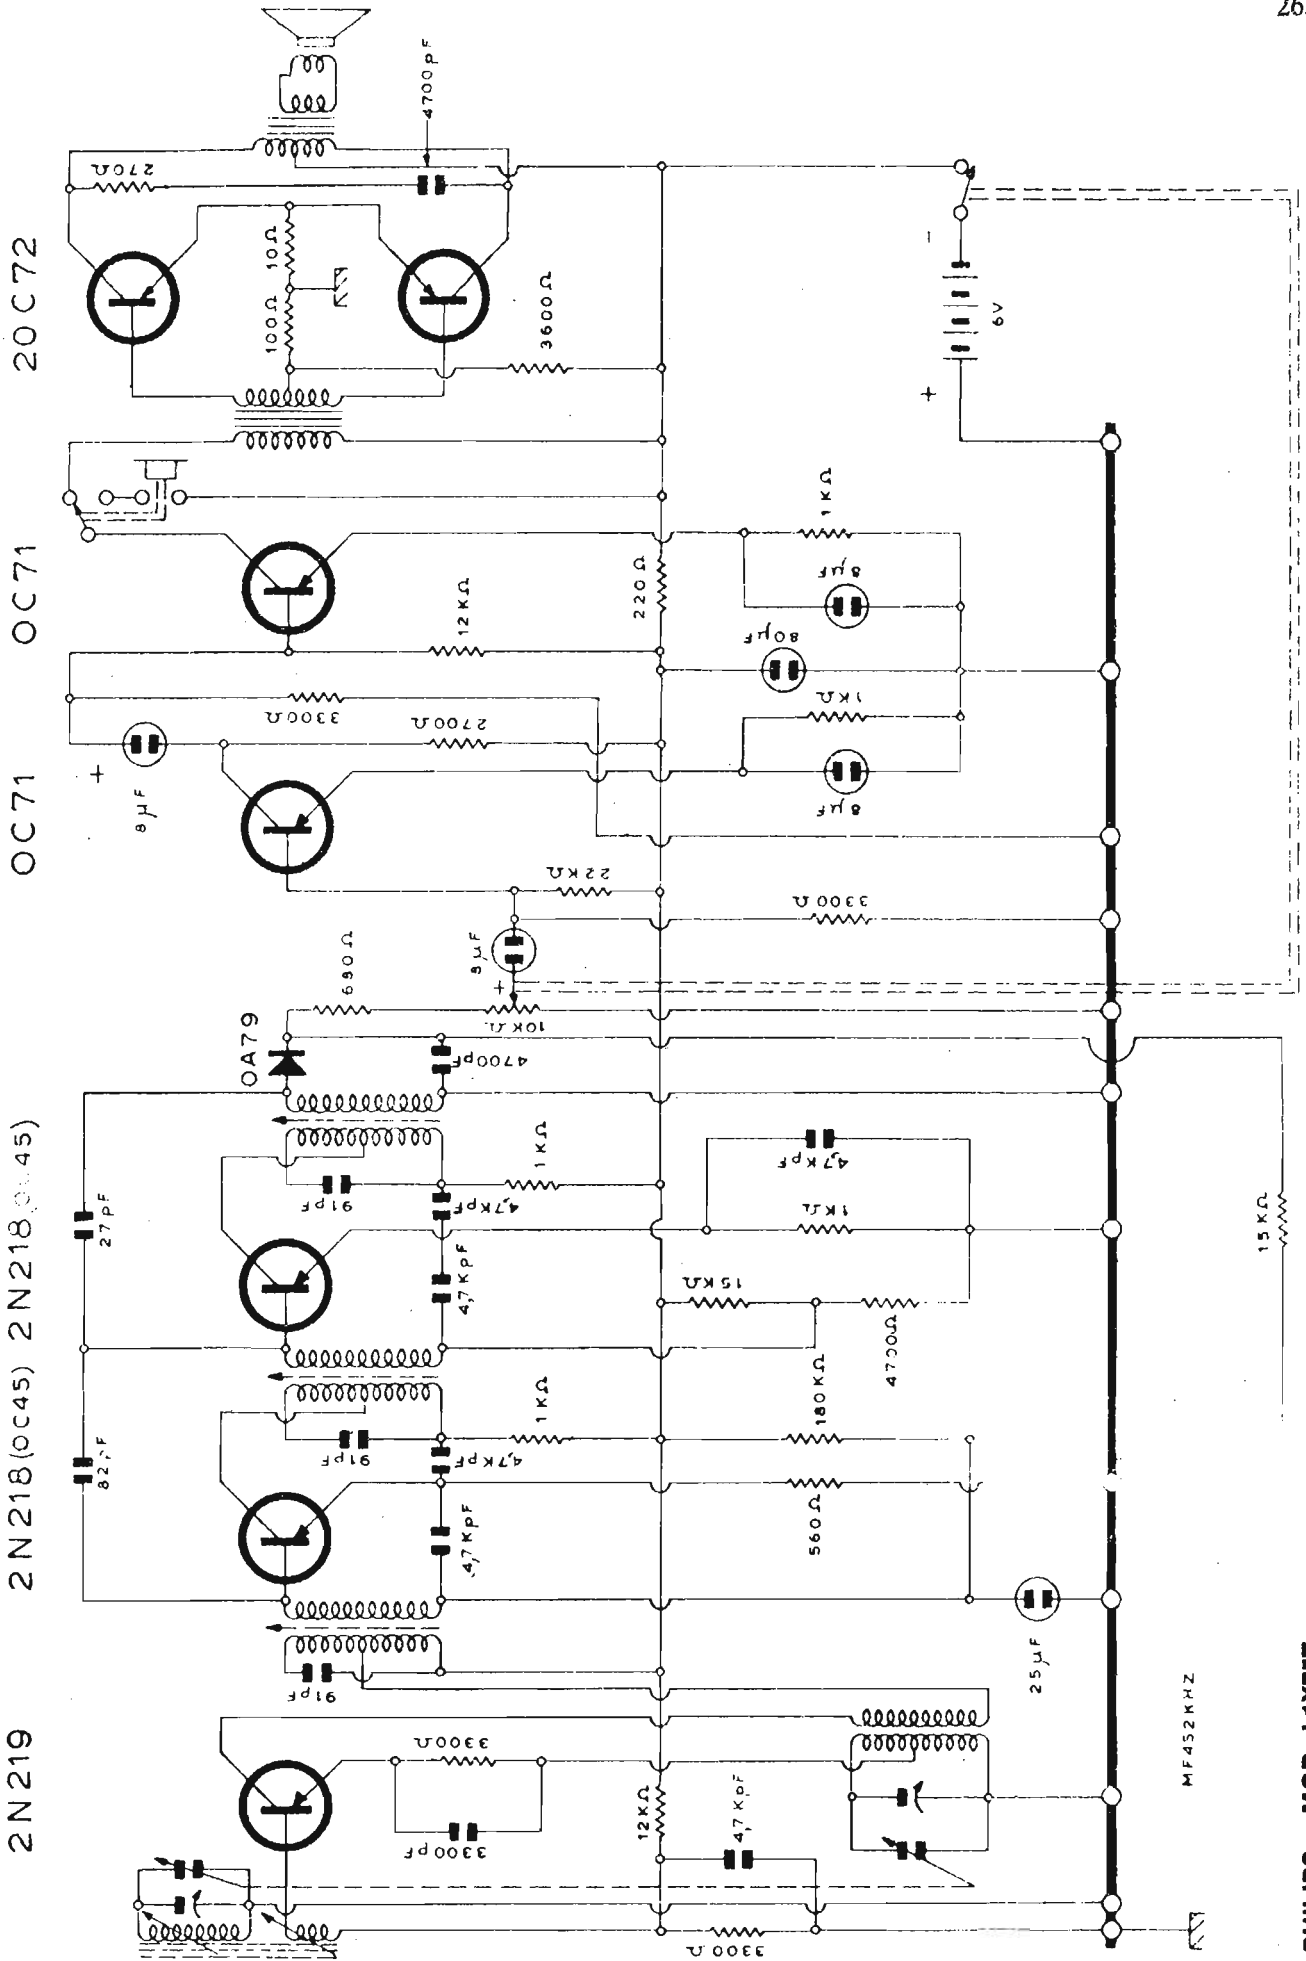 267
2N219
2N218(OC45)
2N218
45)
OC71
OC71
2OC72
82
F
27pF
OA79
+
8µF
270Ω
4700pF
91pF
91pF
91pF
680Ω
10Ω
100Ω
3300Ω
3300pF
4,7KpF
4,7KpF
4,7KpF
4,7KpF
4700pF
10KΩ
+
8µF
3300Ω
2700Ω
12KΩ
3600Ω
1KΩ
1KΩ
22KΩ
12KΩ
220Ω
3300Ω
4,7KpF
560Ω
180KΩ
15KΩ
4700Ω
1KΩ
4,7KpF
3300Ω
8µF
1KΩ
80µF
8µF
1KΩ
+
-
6V
25µF
MF452KHZ
15KΩ